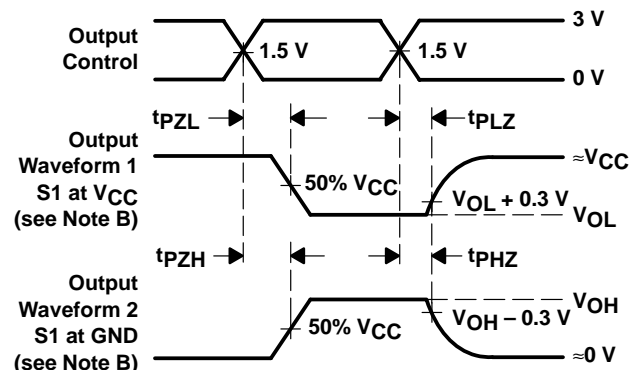 Output
Control
1.5 V
1.5 V
3 V
0 V
tPZL
tPLZ
Output
Waveform 1
S1 at VCC
(see Note B)
50% VCC
≈VCC
VOL + 0.3 V
VOL
tPZH
tPHZ
Output
Waveform 2
S1 at GND
(see Note B)
50% VCC
VOH
VOH – 0.3 V
≈0 V